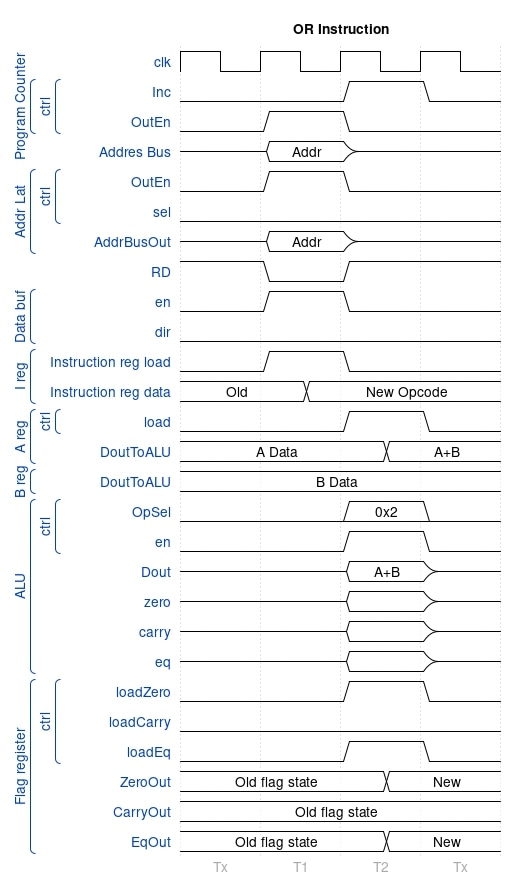 OR Instruction
Program Counter
ctrl
clk
Inc
OutEn
Addres Bus Addr
Addr Lat
ctrl
OutEn
sel
AddrBusOut Addr
RD
Data buf
en
dir
I reg
Instruction reg load
Instruction reg data Old New Opcode
A reg
ctrl
load
DoutToALU A Data A+B
B reg
DoutToALU B Data
ALU
ctrl
OpSel 0x2
en
Dout A+B
zero
carry
eq
Flag register
ctrl
loadZero
loadCarry
loadEq
ZeroOut Old flag state New
CarryOut Old flag state
EqOut Old flag state New
Tx T1 T2 Tx